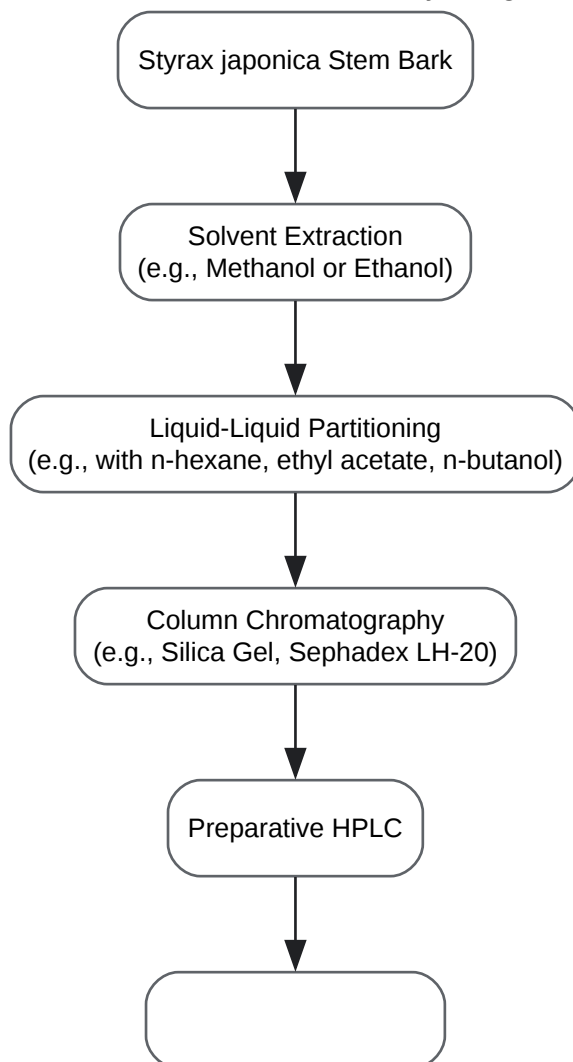 Styrax japonica Stem Bark
Solvent Extraction
(e.g., Methanol or Ethanol)
Liquid-Liquid Partitioning
(e.g., with n-hexane, ethyl acetate, n-butanol)
Column Chromatography
(e.g., Silica Gel, Sephadex LH-20)
Preparative HPLC